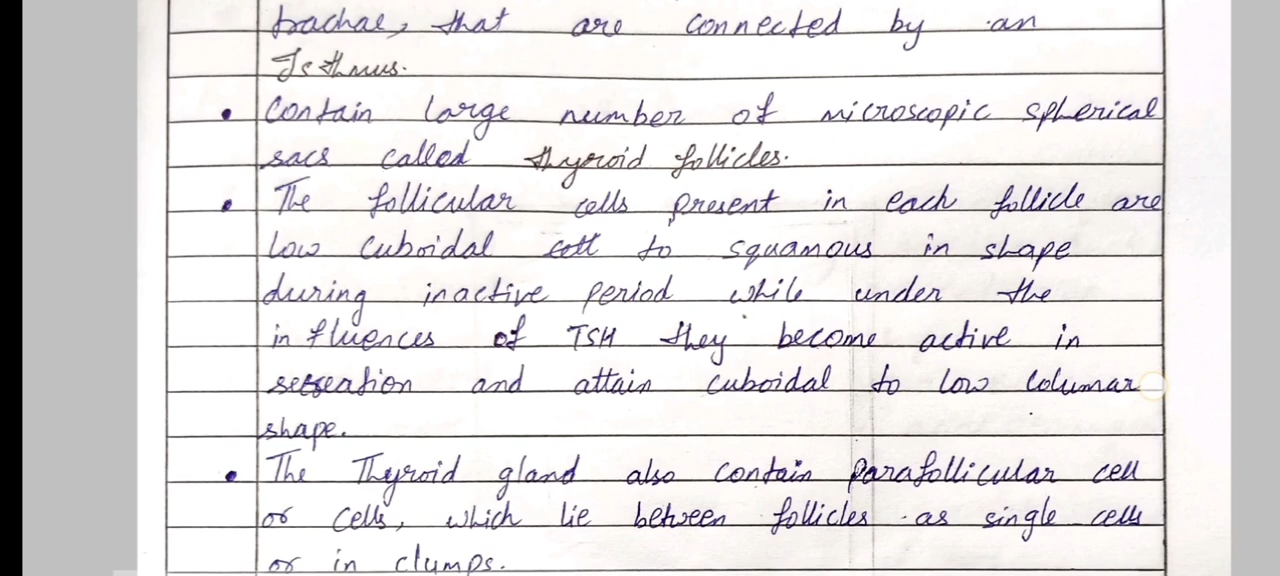 trachae, that are connected by an
Isthmus.
• Contain large number of microscopic spherical
sacs called thyroid follicles.
• The follicular cells present in each follicle are
low cuboidal cell to squamous in shape
during inactive period while under the
influences of TSH they become active in
secreation and attain cuboidal to low columar
shape.
• The Thyroid gland also contain parafollicular cell
or cells, which lie between follicles as single cells
or in clumps.